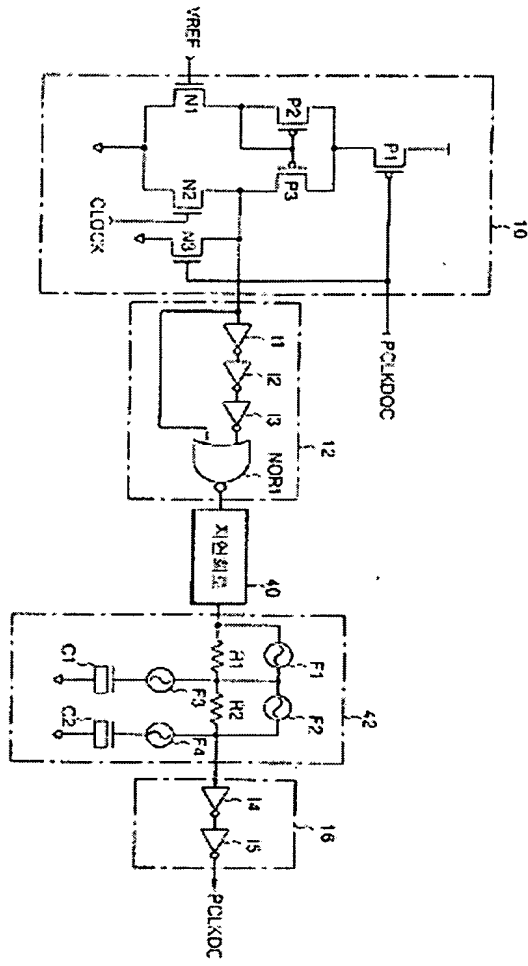 10
P1
P2
P3
VREF
N1
N2
N3
CLOCK
PCLKDOC
12
I1
I2
I3
NOR1
40
지연회로
42
F1
F2
R1
R2
F3
F4
C1
C2
16
I4
I5
PCLKDC